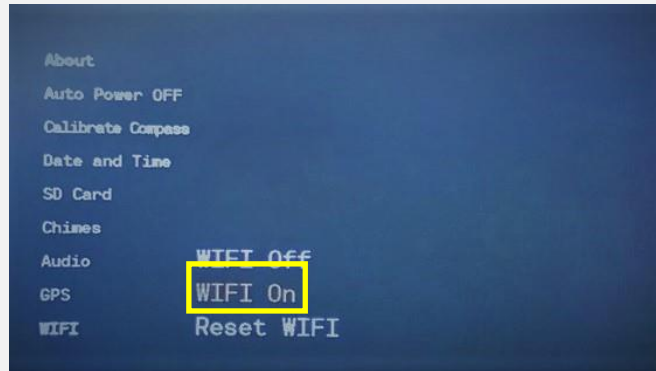 About
Auto Power OFF
Calibrate Compass
Date and Time
SD Card
Chimes
Audio
GPS
WIFI
WIFI Off
WIFI On
Reset WIFI